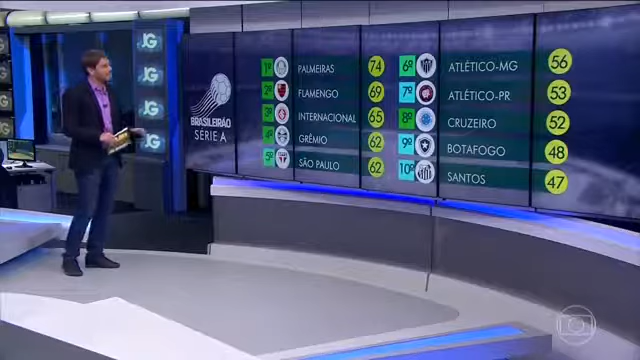 JG
JG
JG
JG
BRASILEIRÃO
SÉRIE A
1º PALMEIRAS 74
2º FLAMENGO 69
3º INTERNACIONAL 65
4º GRÊMIO 62
5º SÃO PAULO 62
6º ATLÉTICO-MG 56
7º ATLÉTICO-PR 53
8º CRUZEIRO 52
9º BOTAFOGO 48
10º SANTOS 47